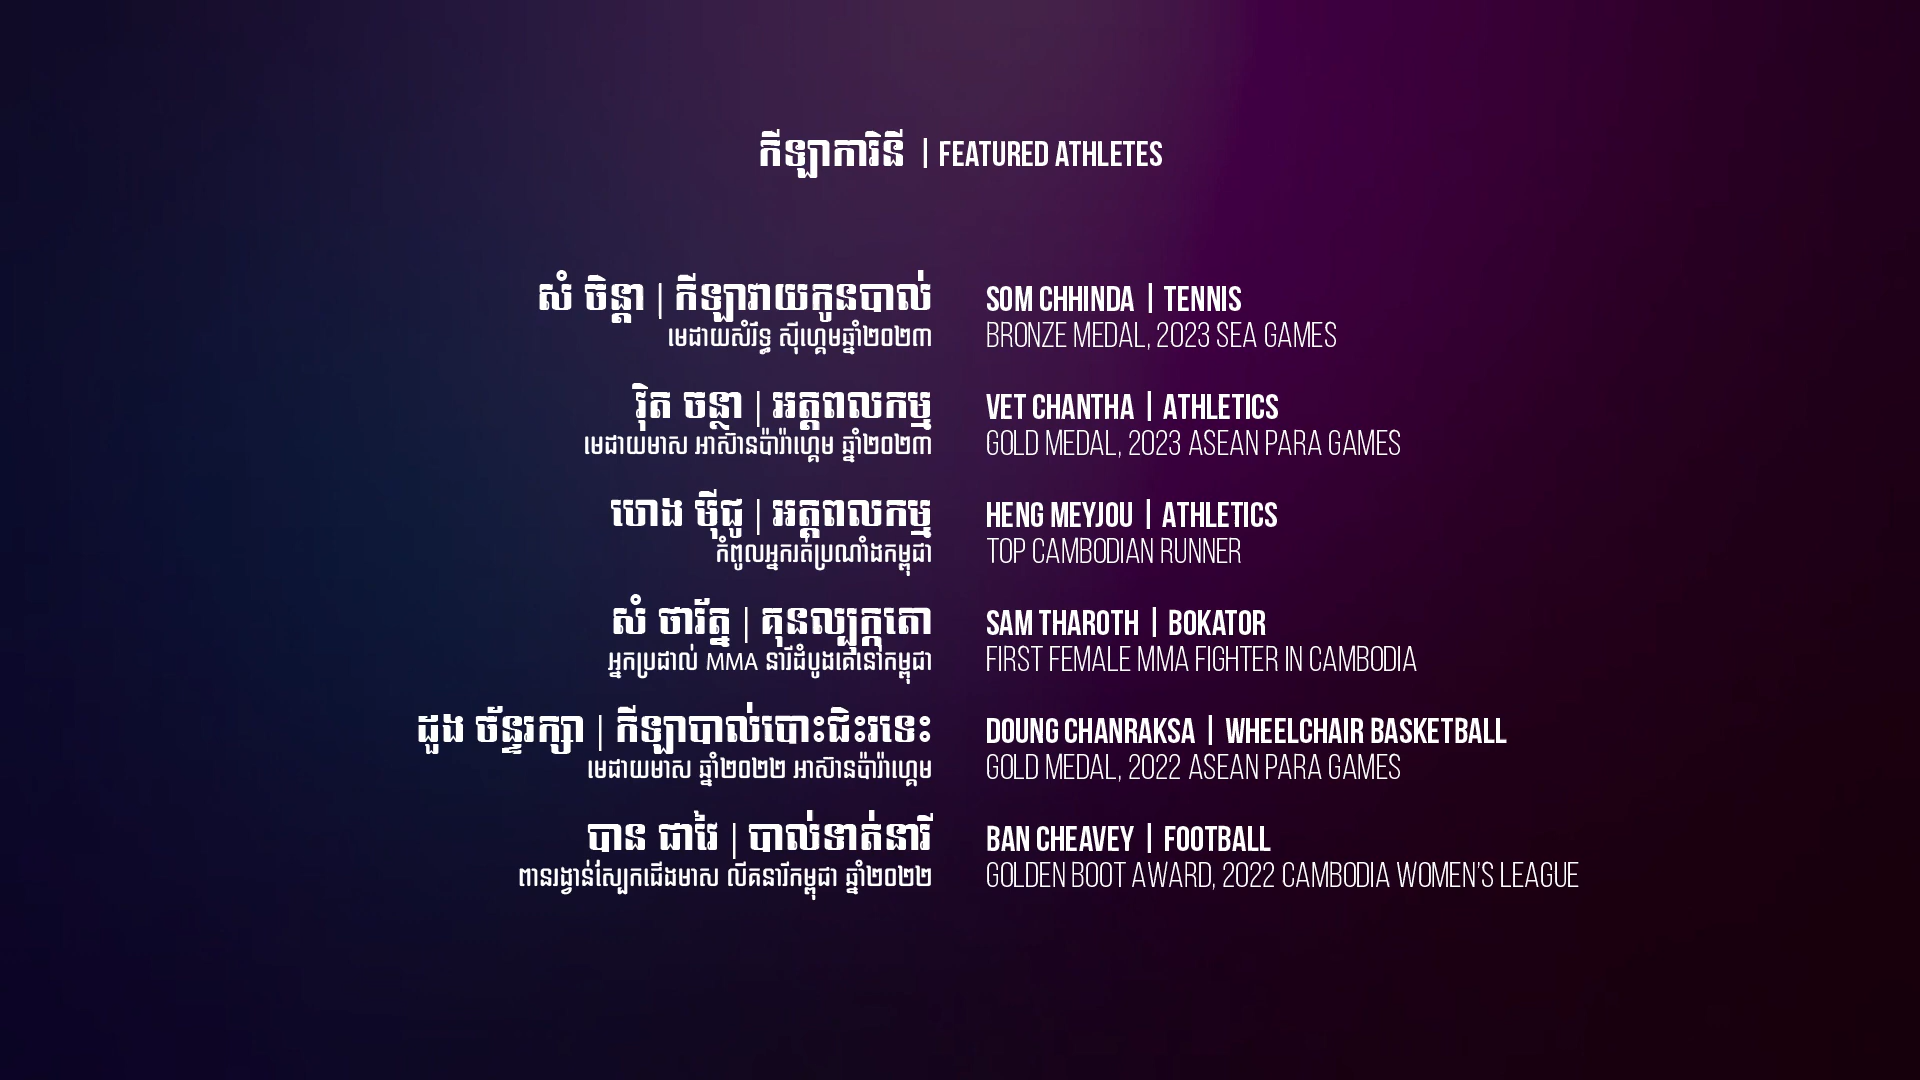 កីឡាការិនី | FEATURED ATHLETES
សំ ចិន្តា | កីឡាវាយកូនបាល់
មេដាយសំរឹទ្ធ ស៊ីហ្គេមឆ្នាំ២០២៣
SOM CHHINDA | TENNIS
BRONZE MEDAL, 2023 SEA GAMES
វ៉ិត ចន្ថា | អត្តពលកម្ម
មេដាយមាស អាស៊ានប៉ារ៉ាហ្គេម ឆ្នាំ២០២៣
VET CHANTHA | ATHLETICS
GOLD MEDAL, 2023 ASEAN PARA GAMES
ហេង ម៉ីជូ | អត្តពលកម្ម
កំពូលអ្នករត់ប្រណាំងកម្ពុជា
HENG MEYJOU | ATHLETICS
TOP CAMBODIAN RUNNER
សំ ថារ័ត្ន | គុនល្បុក្កតោ
អ្នកប្រដាល់ MMA នារីដំបូងគេនៅកម្ពុជា
SAM THAROTH | BOKATOR
FIRST FEMALE MMA FIGHTER IN CAMBODIA
ដួង ច័ន្ទរក្សា | កីឡាបាល់បោះជិះរទេះ
មេដាយមាស ឆ្នាំ២០២២ អាស៊ានប៉ារ៉ាហ្គេម
DOUNG CHANRAKSA | WHEELCHAIR BASKETBALL
GOLD MEDAL, 2022 ASEAN PARA GAMES
បាន ជាវៃ | បាល់ទាត់នារី
ពានរង្វាន់ស្បែកជើងមាស លីគនារីកម្ពុជា ឆ្នាំ២០២២
BAN CHEAVEY | FOOTBALL
GOLDEN BOOT AWARD, 2022 CAMBODIA WOMEN'S LEAGUE